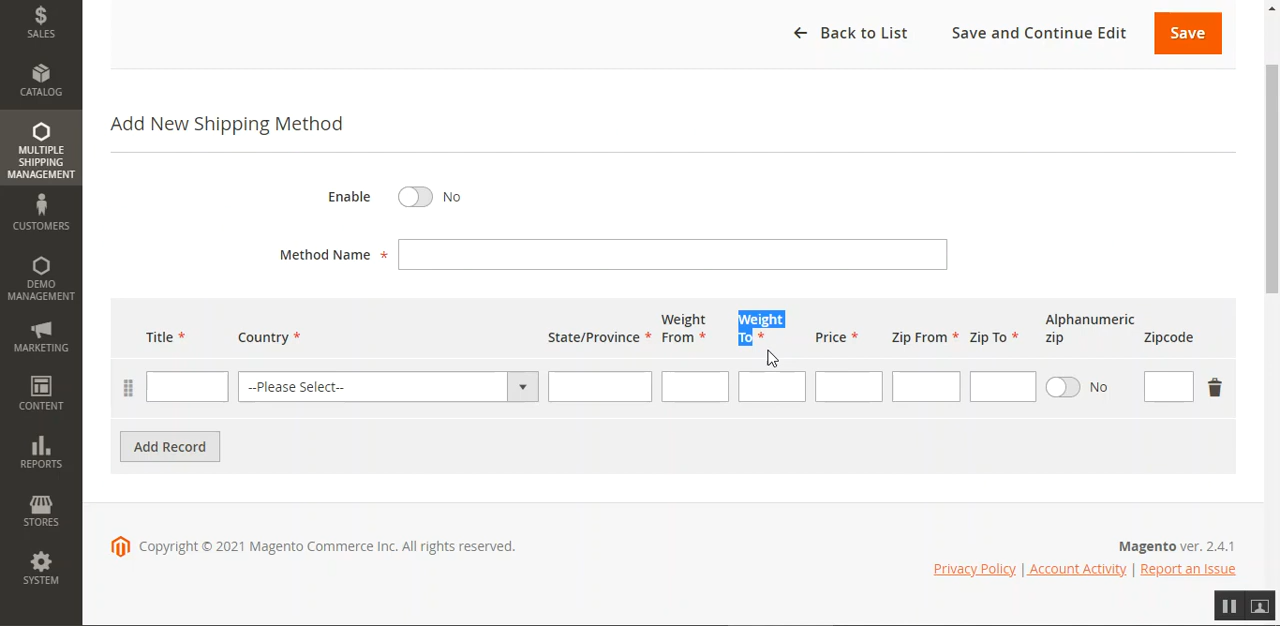 SALES
CATALOG
MULTIPLE
SHIPPING
MANAGEMENT
CUSTOMERS
DEMO
MANAGEMENT
MARKETING
CONTENT
REPORTS
STORES
SYSTEM
← Back to List
Save and Continue Edit
Save
Add New Shipping Method
Enable No
Method Name *
Title *
Country *
State/Province *
Weight
From *
Weight
To *
Price *
Zip From *
Zip To *
Alphanumeric
zip
Zipcode
--Please Select--
No
Add Record
Copyright © 2021 Magento Commerce Inc. All rights reserved.
Magento ver. 2.4.1
Privacy Policy | Account Activity | Report an Issue